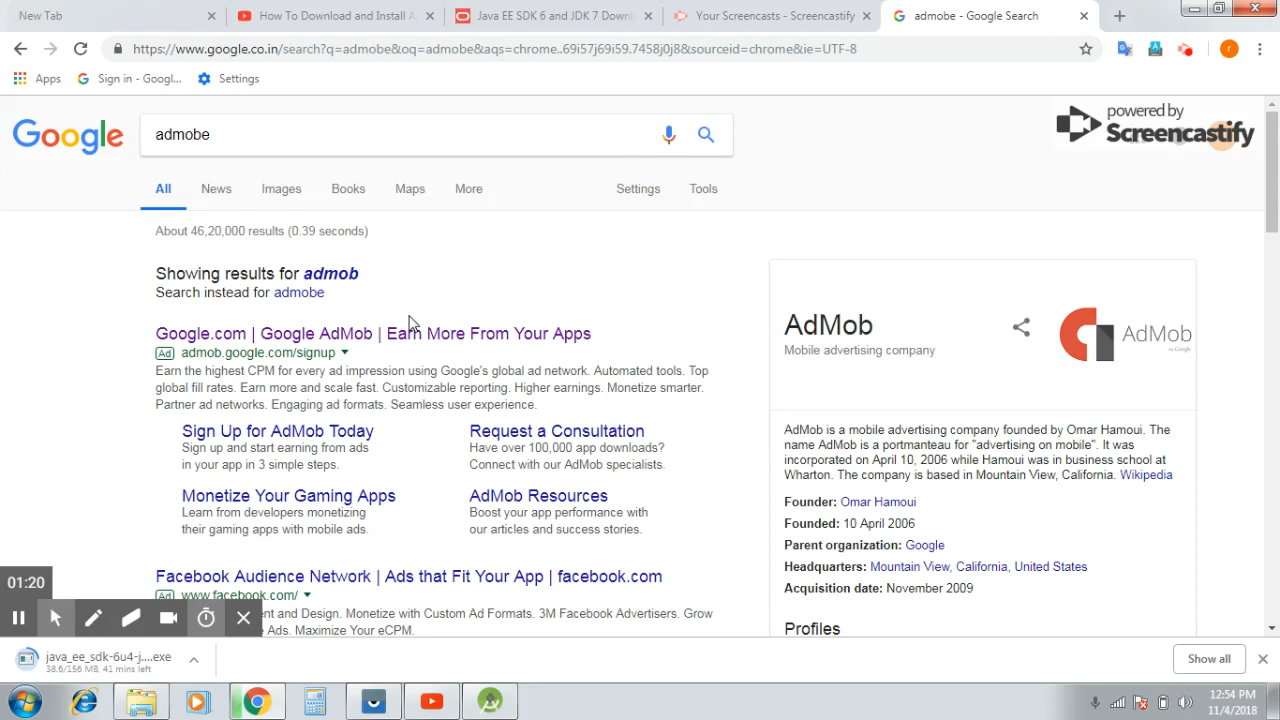 New Tab
How To Download and Install A
Java EE SDK 6 and JDK 7 Downl
Your Screencasts - Screencastify
admobe - Google Search
https://www.google.co.in/search?q=admobe&oq=admobe&aqs=chrome..69i57j69i59.7458j0j8&sourceid=chrome&ie=UTF-8
r
Apps
Sign in - Googl...
Settings
Google
admobe
powered by
Screencastify
All
News
Images
Books
Maps
More
Settings
Tools
About 46,20,000 results (0.39 seconds)
Showing results for admob
Search instead for admobe
Google.com | Google AdMob | Earn More From Your Apps
Ad admob.google.com/signup
Earn the highest CPM for every ad impression using Google's global ad network. Automated tools. Top
global fill rates. Earn more and scale fast. Customizable reporting. Higher earnings. Monetize smarter.
Partner ad networks. Engaging ad formats. Seamless user experience.
Sign Up for AdMob Today
Sign up and start earning from ads
in your app in 3 simple steps.
Request a Consultation
Have over 100,000 app downloads?
Connect with our AdMob specialists.
Monetize Your Gaming Apps
Learn from developers monetizing
their gaming apps with mobile ads.
AdMob Resources
Boost your app performance with
our articles and success stories.
Facebook Audience Network | Ads that Fit Your App | facebook.com
Ad www.facebook.com/
ent and Design. Monetize with Custom Ad Formats. 3M Facebook Advertisers. Grow
e Ads. Maximize Your eCPM.
AdMob
Mobile advertising company
AdMob
by Google
AdMob is a mobile advertising company founded by Omar Hamoui. The
name AdMob is a portmanteau for "advertising on mobile". It was
incorporated on April 10, 2006 while Hamoui was in business school at
Wharton. The company is based in Mountain View, California. Wikipedia
Founder: Omar Hamoui
Founded: 10 April 2006
Parent organization: Google
Headquarters: Mountain View, California, United States
Acquisition date: November 2009
Profiles
01:20
java_ee_sdk-6u4-j....exe
38.6/156 MB, 41 mins left
Show all
12:54 PM
11/4/2018